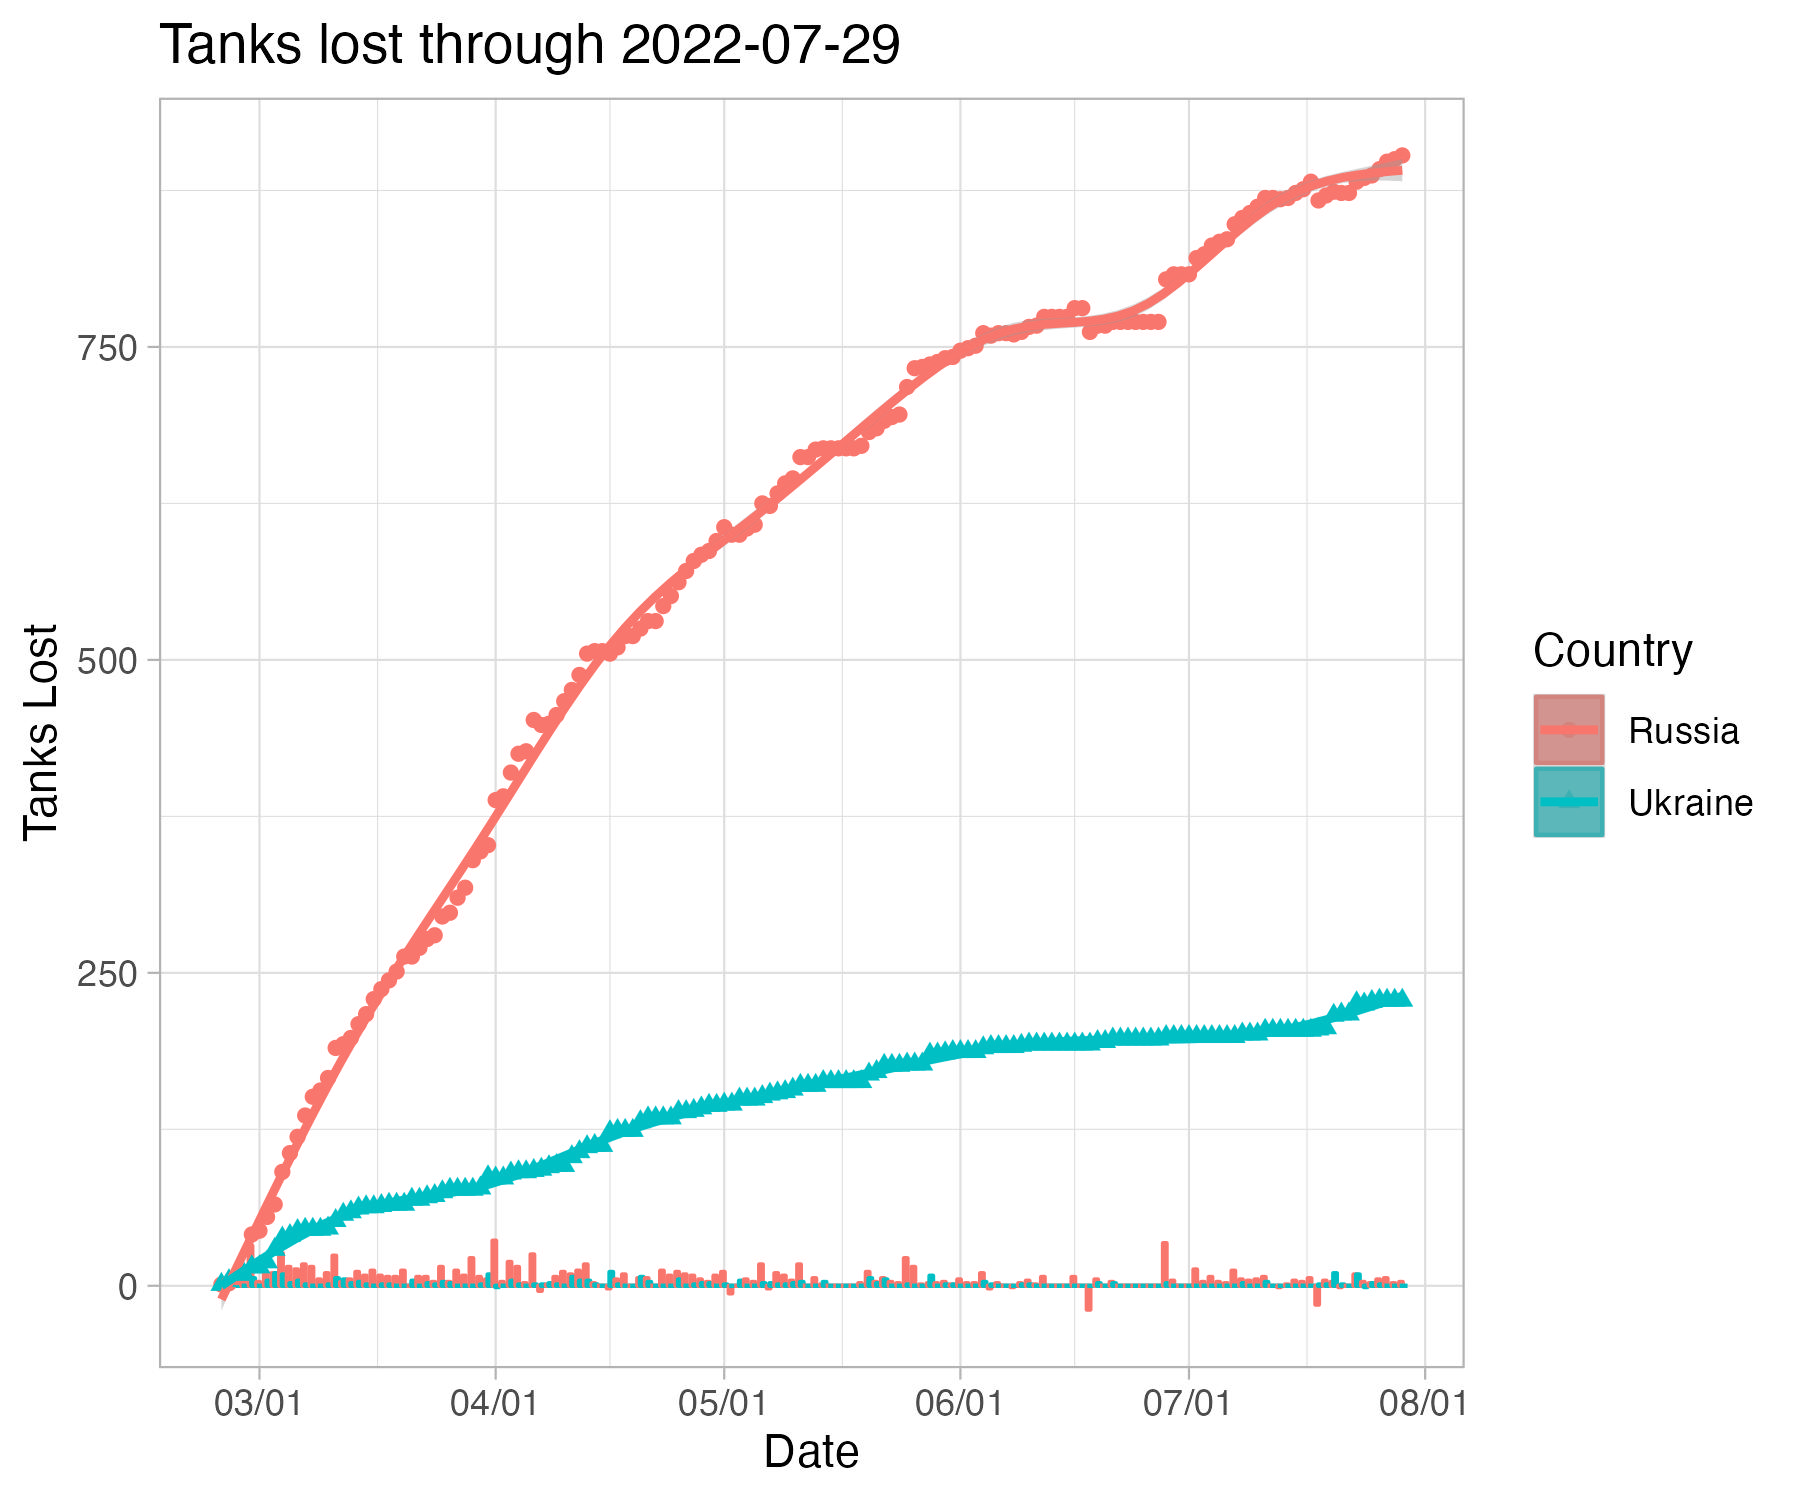 Tanks lost through 2022-07-29
Tanks Lost
750
500
250
0
03/01
04/01
05/01
06/01
07/01
08/01
Date
Country
Russia
Ukraine